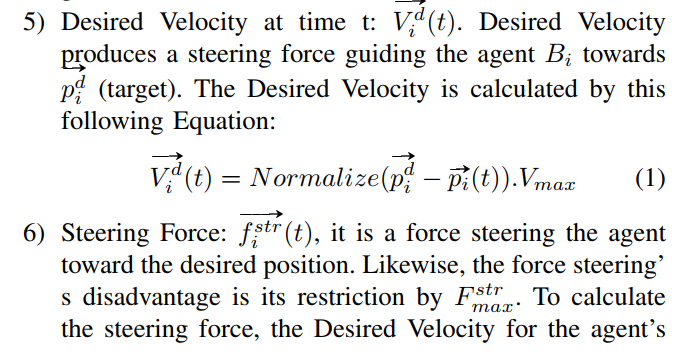 5) Desired Velocity at time t: $\overrightarrow{V_i^d}(t)$. Desired Velocity
produces a steering force guiding the agent $B_i$ towards
$\overrightarrow{p_i^d}$ (target). The Desired Velocity is calculated by this
following Equation:
$\overrightarrow{V_i^d}(t) = Normalize(\overrightarrow{p_i^d} - \overrightarrow{p_i}(t)).V_{max}$ (1)
6) Steering Force: $\overrightarrow{f_i^{str}}(t)$, it is a force steering the agent
toward the desired position. Likewise, the force steering'
s disadvantage is its restriction by $F_{max}^{str}$. To calculate
the steering force, the Desired Velocity for the agent's